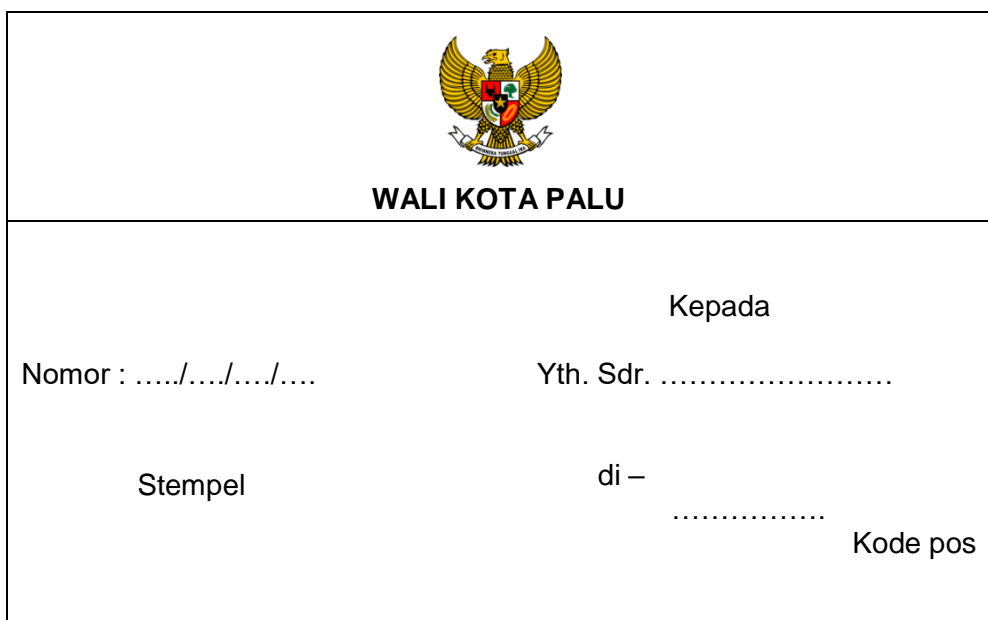 WALI KOTA PALU
Kepada
Nomor : …../…./…./…. Yth. Sdr. ……………………
Stempel
di –
…………….
Kode pos